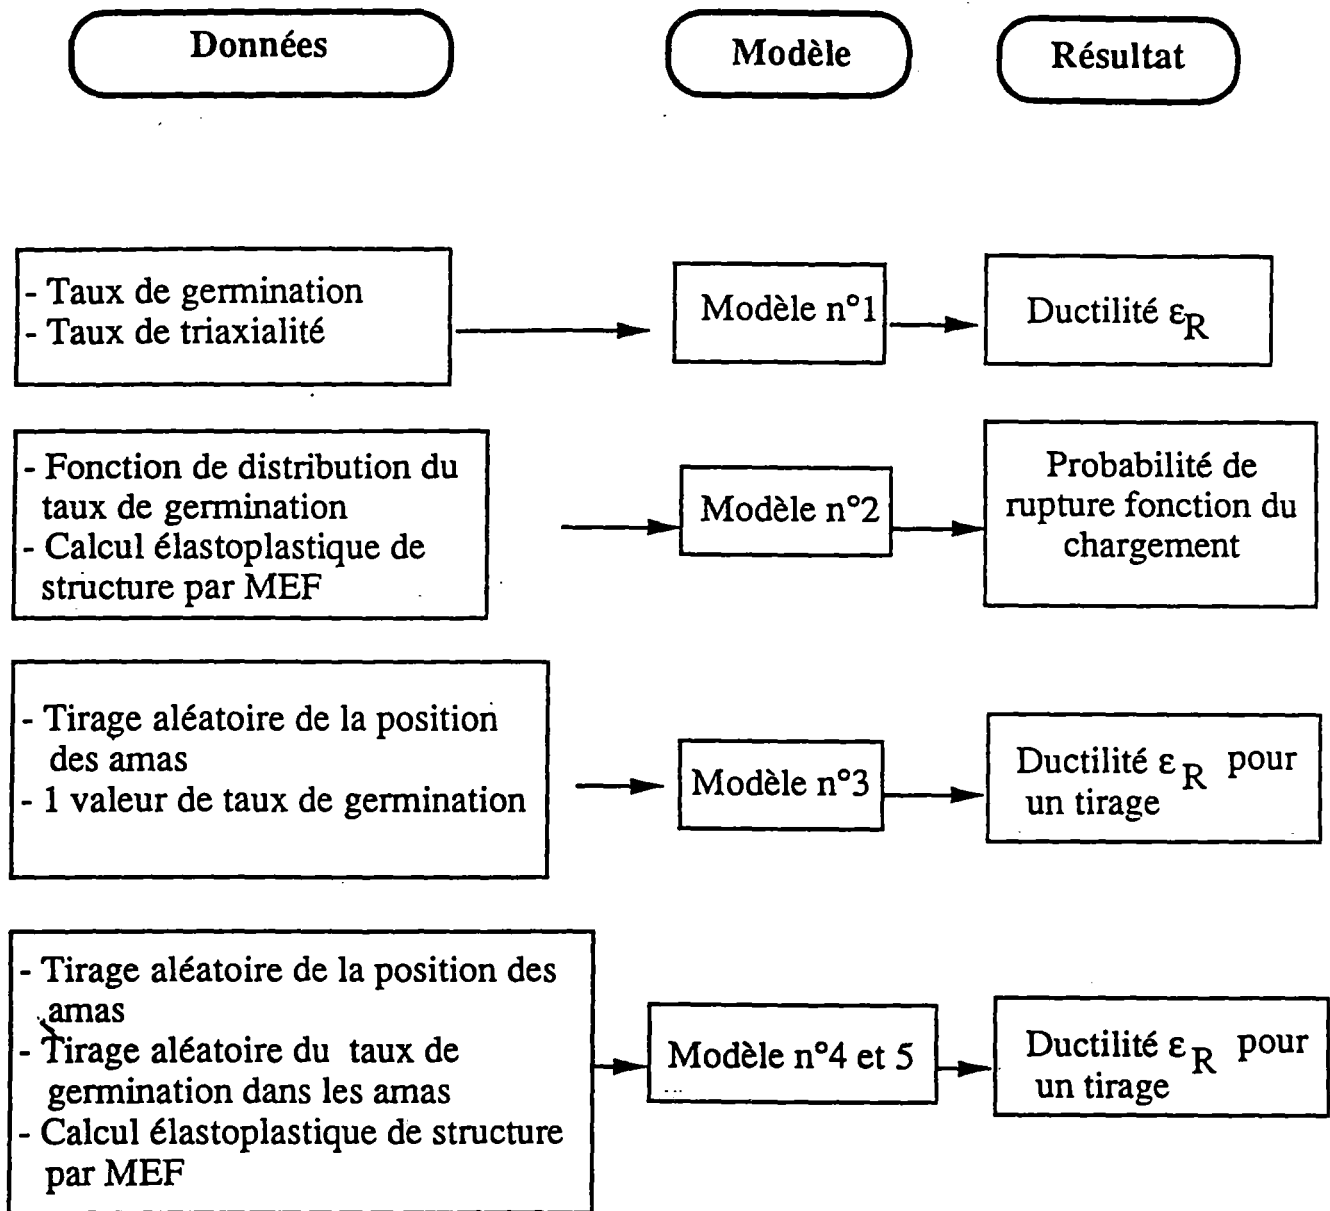 Données
Modèle
Résultat
- Taux de germination
- Taux de triaxialité
Modèle n°1
Ductilité εR
- Fonction de distribution du
taux de germination
- Calcul élastoplastique de
structure par MEF
Modèle n°2
Probabilité de
rupture fonction du
chargement
- Tirage aléatoire de la position
des amas
- 1 valeur de taux de germination
Modèle n°3
Ductilité εR pour
un tirage
- Tirage aléatoire de la position des
amas
- Tirage aléatoire du taux de
germination dans les amas
- Calcul élastoplastique de structure
par MEF
Modèle n°4 et 5
Ductilité εR pour
un tirage